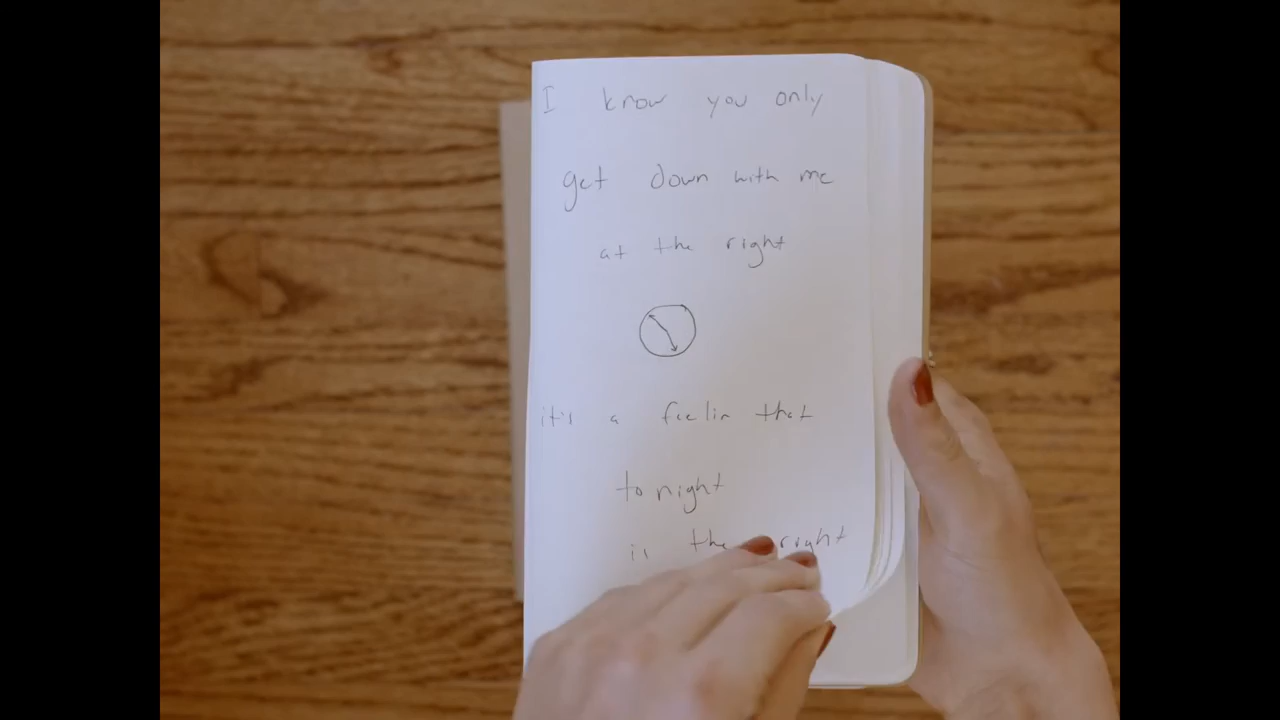 I know you only
get down with me
at the right
it's a feelin that
tonight
is the right